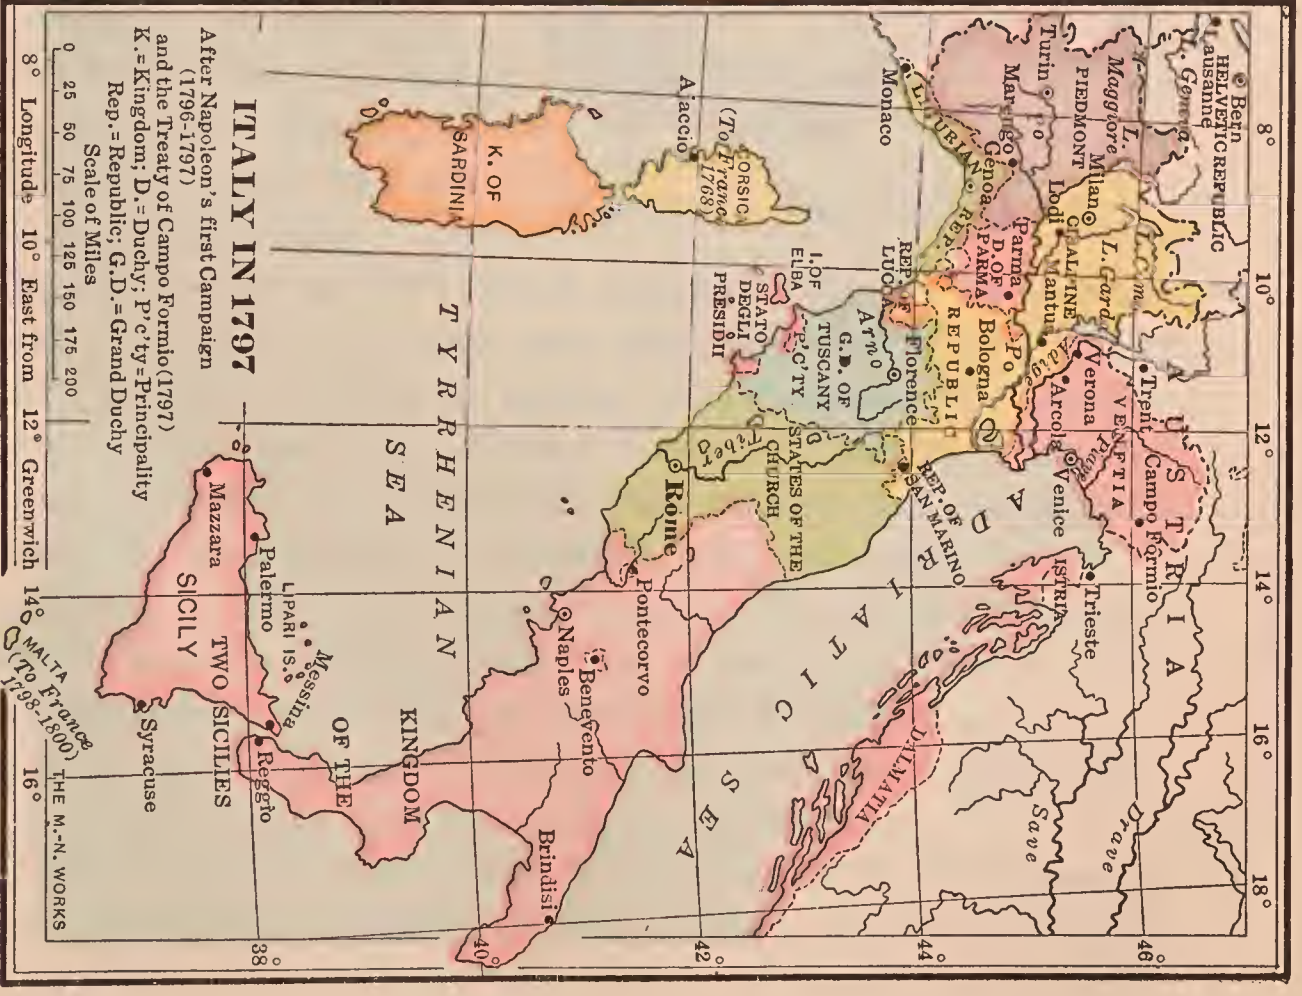 ITALY IN 1797
After Napoleon's first Campaign
(1796-1797)
and the Treaty of Campo Formio (1797)
K.=Kingdom; D.=Duchy; P'c'ty=Principality
Rep.=Republic; G.D.=Grand Duchy
Scale of Miles
0 25 50 75 100 125 150 175 200
8° Longitude 10° East from 12° Greenwich 14° 16°
8° 10° 12° 14° 16° 18°
46°
44°
42°
40°
38°
Bern
HELVETIC REPUBLIC
Lausanne
L. Geneva
L.
Maggiore
L. Com
PIEDMONT
Turin
Po
Marengo
Milan
Lodi
CISALPINE
REPUBLIC
L. Gard
Mantua
Adige
Trent
Verona
Arcola
VENETIA
Piave
Venice
Campo Formio
AUSTRIA
Trieste
ISTRIA
DALMATIA
Save
Drave
Monaco
LIGURIAN REP.
Genoa
Parma
D. OF
PARMA
Po
Bologna
REP. OF
LUCCA
Florence
Arno
G.D. OF
TUSCANY
P'C'TY
I. OF
ELBA
STATO
DEGLI
PRESIDII
REP. OF
SAN MARINO
STATES OF THE
CHURCH
Tiber
Rome
Pontecorvo
Benevento
Naples
Brindisi
KINGDOM
OF THE
TWO SICILIES
Reggio
Messina
LIPARI IS.
Palermo
Mazzara
SICILY
Syracuse
MALTA
(To France
1798-1800)
CORSIC
(To Franc
1768)
Ajaccio
K. OF
SARDINIA
TYRRHENIAN
SEA
ADRIATIC SEA
THE M.-N. WORKS